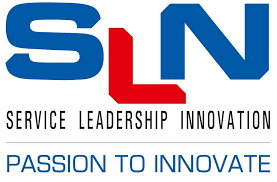 SLN
SERVICE LEADERSHIP INNOVATION
PASSION TO INNOVATE